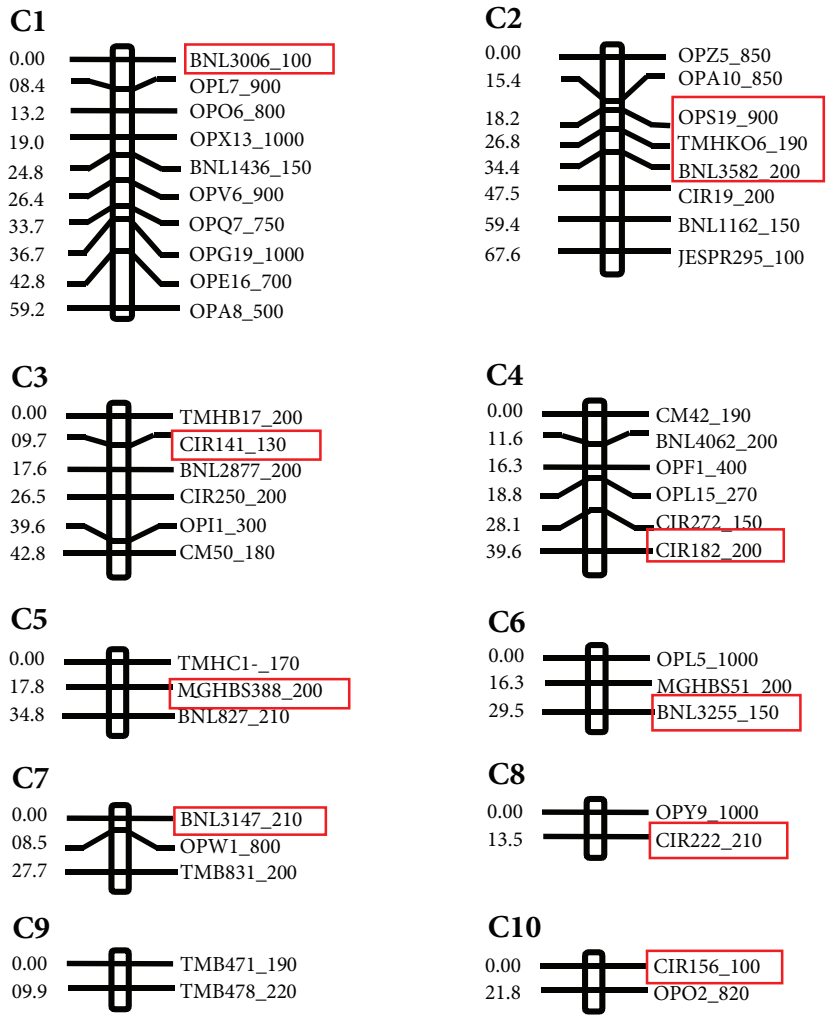 C1
0.00 BNL3006_100
08.4 OPL7_900
13.2 OPO6_800
19.0 OPX13_1000
24.8 BNL1436_150
26.4 OPV6_900
33.7 OPQ7_750
36.7 OPG19_1000
42.8 OPE16_700
59.2 OPA8_500
C2
0.00 OPZ5_850
15.4 OPA10_850
18.2 OPS19_900
26.8 TMHKO6_190
34.4 BNL3582_200
47.5 CIR19_200
59.4 BNL1162_150
67.6 JESPR295_100
C3
0.00 TMHB17_200
09.7 CIR141_130
17.6 BNL2877_200
26.5 CIR250_200
39.6 OPI1_300
42.8 CM50_180
C4
0.00 CM42_190
11.6 BNL4062_200
16.3 OPF1_400
18.8 OPL15_270
28.1 CIR272_150
39.6 CIR182_200
C5
0.00 TMHC1-_170
17.8 MGHBS388_200
34.8 BNL827_210
C6
0.00 OPL5_1000
16.3 MGHBS51_200
29.5 BNL3255_150
C7
0.00 BNL3147_210
08.5 OPW1_800
27.7 TMB831_200
C8
0.00 OPY9_1000
13.5 CIR222_210
C9
0.00 TMB471_190
09.9 TMB478_220
C10
0.00 CIR156_100
21.8 OPO2_820